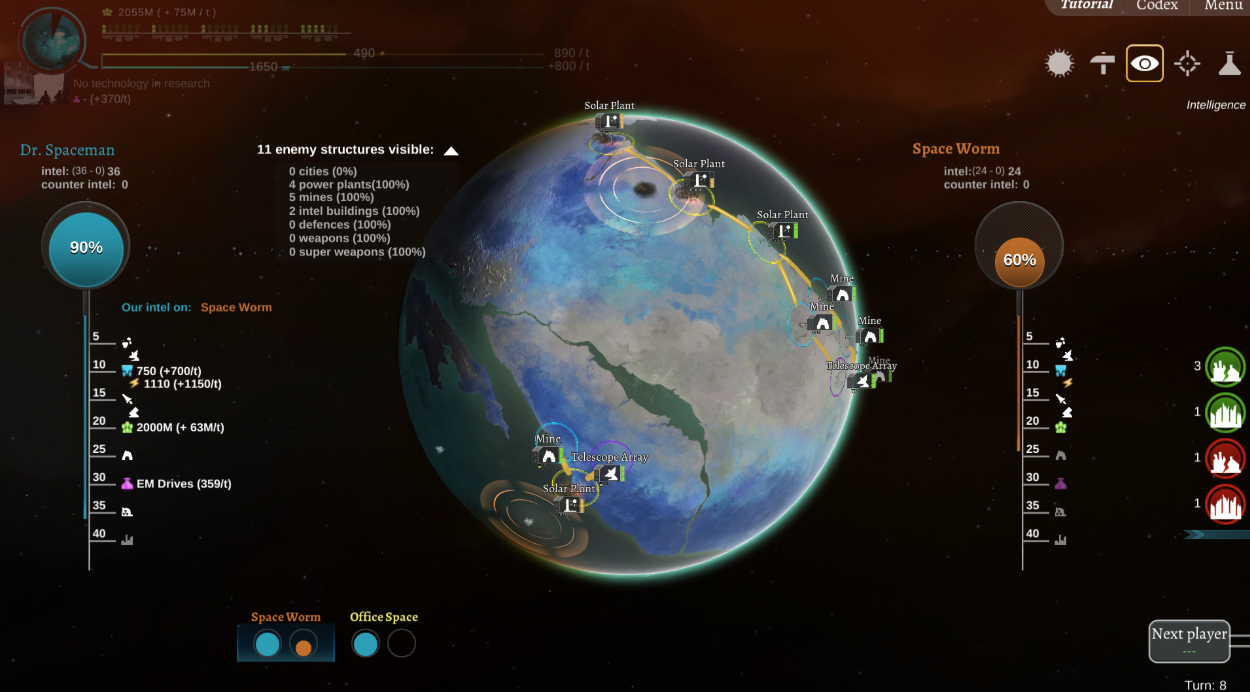 2055M ( + 75M / t )
Tutorial
Codex
Menu
490
890 / t
1650
+800 / t
No technology in research
- (+370/t)
Intelligence
Dr. Spaceman
intel: (36 - 0) 36
counter intel: 0
90%
11 enemy structures visible:
0 cities (0%)
4 power plants(100%)
5 mines (100%)
2 intel buildings (100%)
0 defences (100%)
0 weapons (100%)
0 super weapons (100%)
Space Worm
intel:(24 - 0) 24
counter intel: 0
60%
Solar Plant
Solar Plant
Solar Plant
Mine
Mine
Mine
Mine
Telescope Array
Mine
Telescope Array
Solar Plant
Our intel on: Space Worm
5
10
750 (+700/t)
1110 (+1150/t)
15
20
2000M (+ 63M/t)
25
30
EM Drives (359/t)
35
40
5
10
15
20
25
30
35
40
3
1
1
1
Space Worm
Office Space
Next player
---
Turn: 8